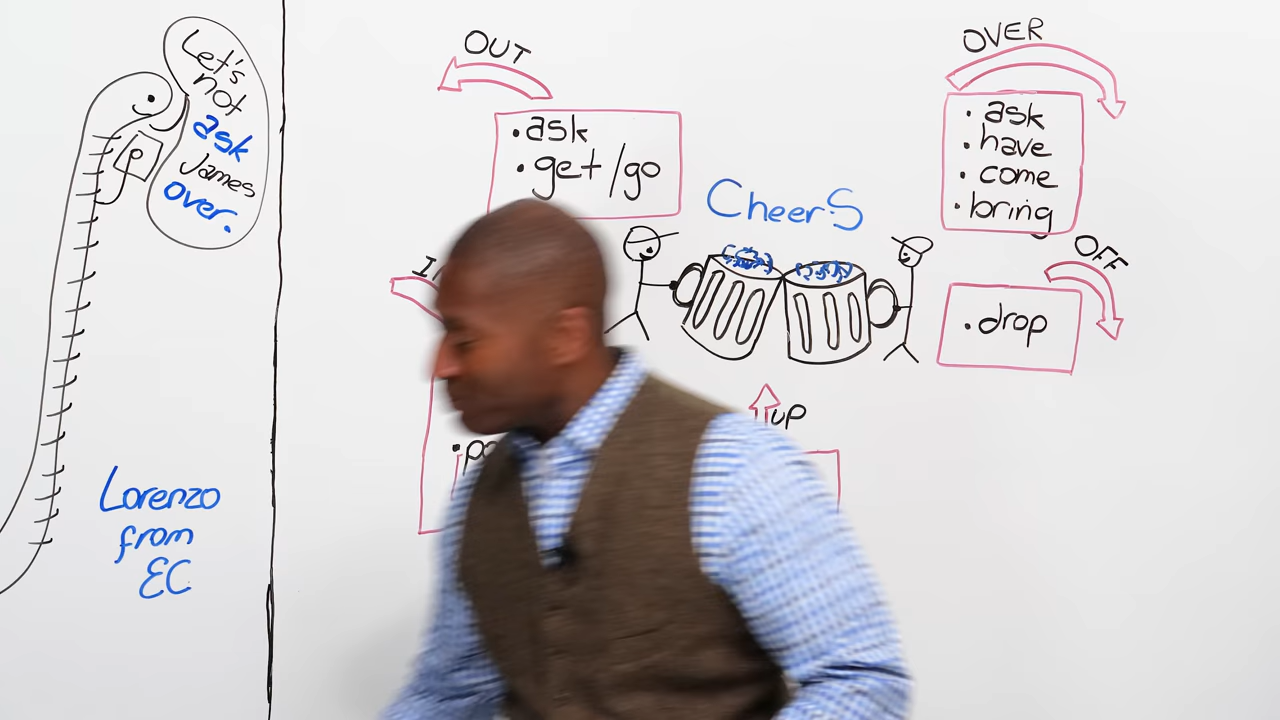 Let's
not
ask
James
over.
P
Lorenzo
from
EC
OUT
•ask
•get/go
CheerS
UP
OVER
•ask
•have
•come
•bring
OFF
•drop